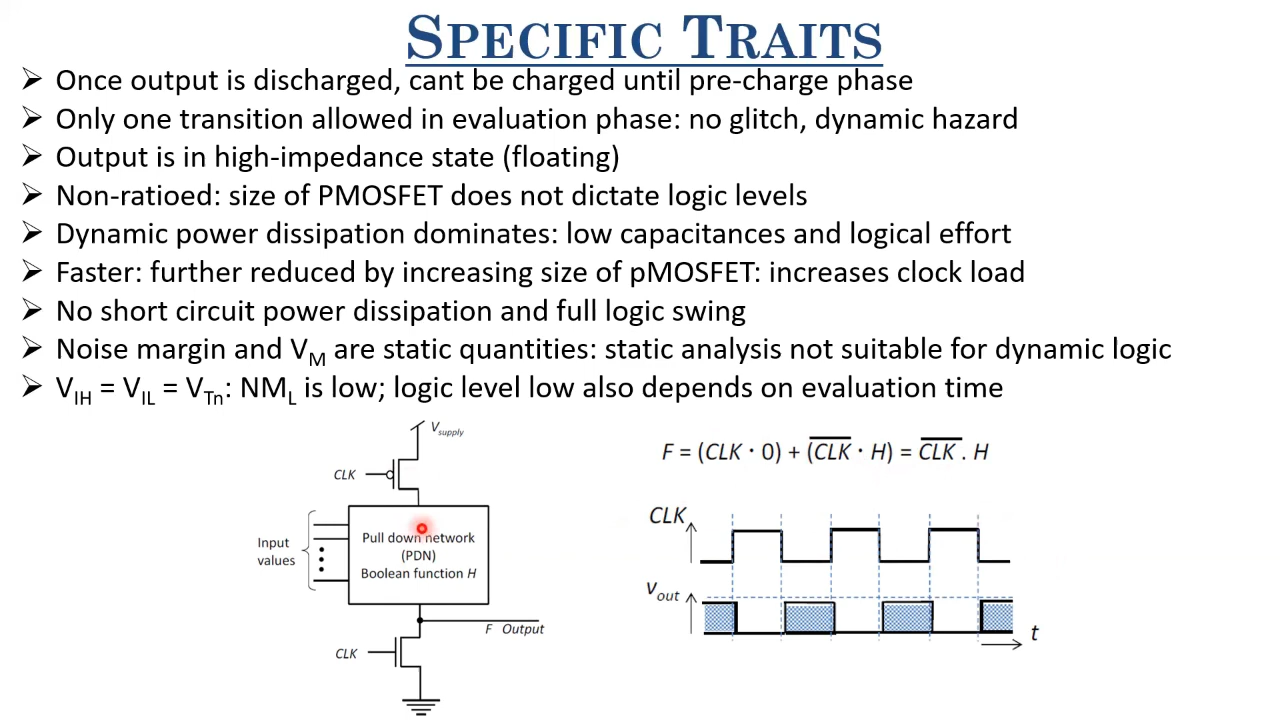 SPECIFIC TRAITS
➢ Once output is discharged, cant be charged until pre-charge phase
➢ Only one transition allowed in evaluation phase: no glitch, dynamic hazard
➢ Output is in high-impedance state (floating)
➢ Non-ratioed: size of PMOSFET does not dictate logic levels
➢ Dynamic power dissipation dominates: low capacitances and logical effort
➢ Faster: further reduced by increasing size of pMOSFET: increases clock load
➢ No short circuit power dissipation and full logic swing
➢ Noise margin and V_M are static quantities: static analysis not suitable for dynamic logic
➢ V_IH = V_IL = V_Tn: NM_L is low; logic level low also depends on evaluation time
V_supply
CLK
Input
values
Pull down network
(PDN)
Boolean function H
F Output
CLK
F = (CLK · 0) + (C̅L̅K̅ · H) = C̅L̅K̅ . H
CLK
V_out
t